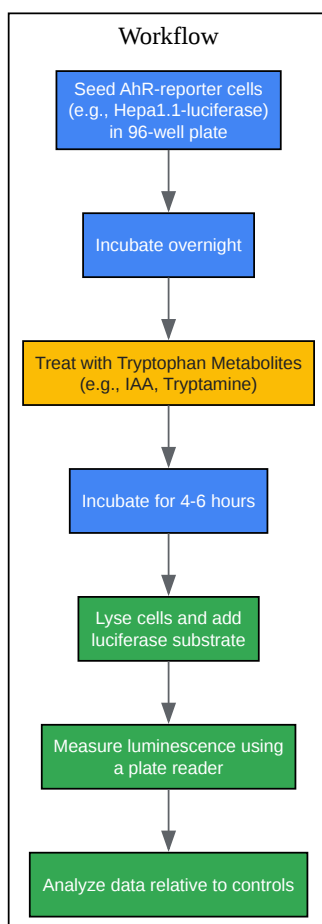 Workflow
Seed AhR-reporter cells
(e.g., Hepa1.1-luciferase)
in 96-well plate
Incubate overnight
Treat with Tryptophan Metabolites
(e.g., IAA, Tryptamine)
Incubate for 4-6 hours
Lyse cells and add
luciferase substrate
Measure luminescence using
a plate reader
Analyze data relative to controls